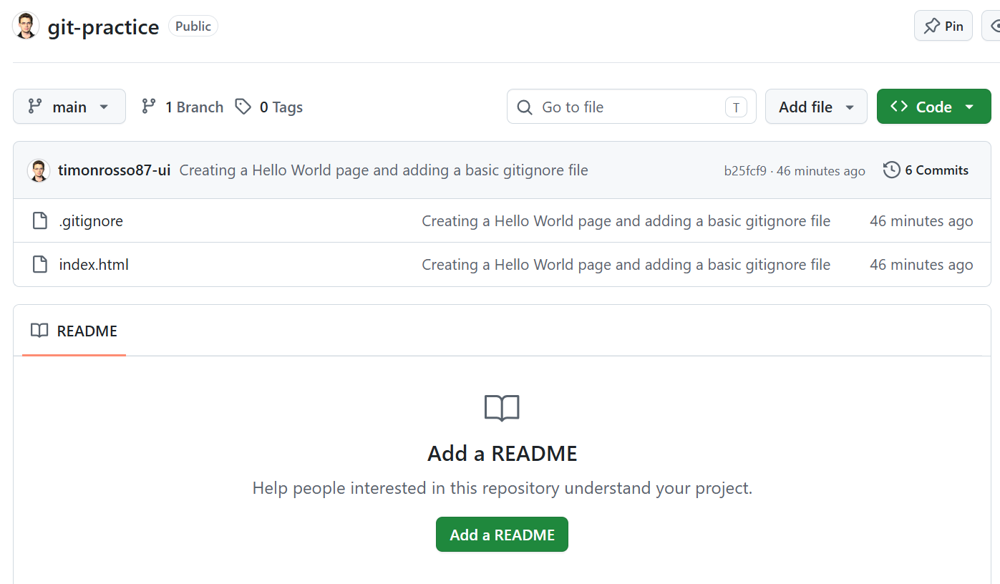 git-practice Public Pin
main 1 Branch 0 Tags Go to file T Add file Code
timonrosso87-ui Creating a Hello World page and adding a basic gitignore file b25fcf9 · 46 minutes ago 6 Commits
.gitignore Creating a Hello World page and adding a basic gitignore file 46 minutes ago
index.html Creating a Hello World page and adding a basic gitignore file 46 minutes ago
README
Add a README
Help people interested in this repository understand your project.
Add a README